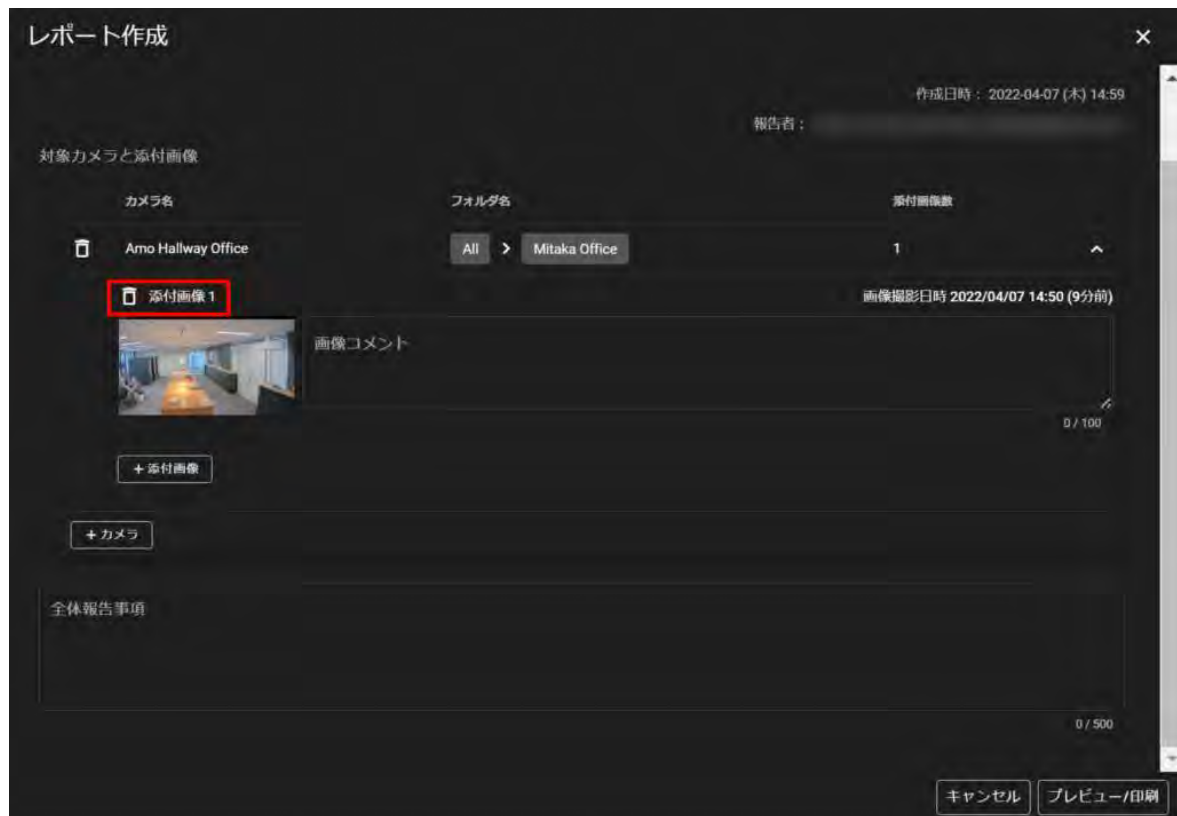 レポート作成
作成日時： 2022-04-07 (木) 14:59
報告者：
対象カメラと添付画像
カメラ名 フォルダ名 添付画像数
Amo Hallway Office All > Mitaka Office 1
添付画像 1 画像撮影日時 2022/04/07 14:50 (9分前)
画像コメント
0 / 100
+ 添付画像
+ カメラ
全体報告事項
0 / 500
キャンセル プレビュー/印刷